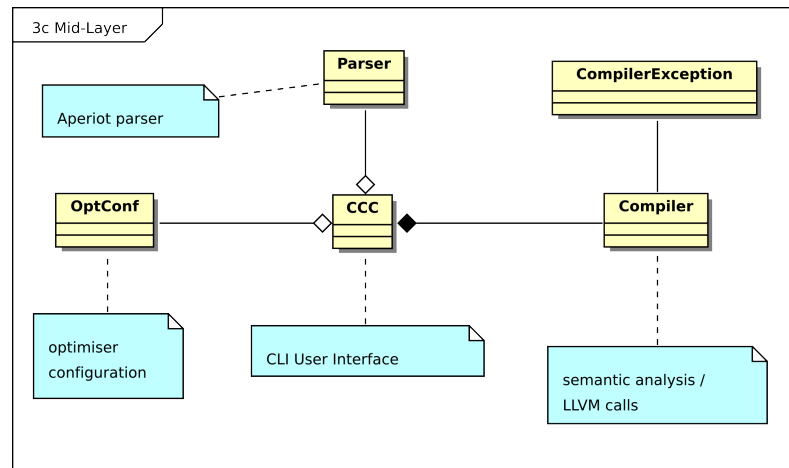 3c Mid-Layer
Parser
CompilerException
Aperiot parser
OptConf
CCC
Compiler
optimiser
configuration
CLI User Interface
semantic analysis /
LLVM calls